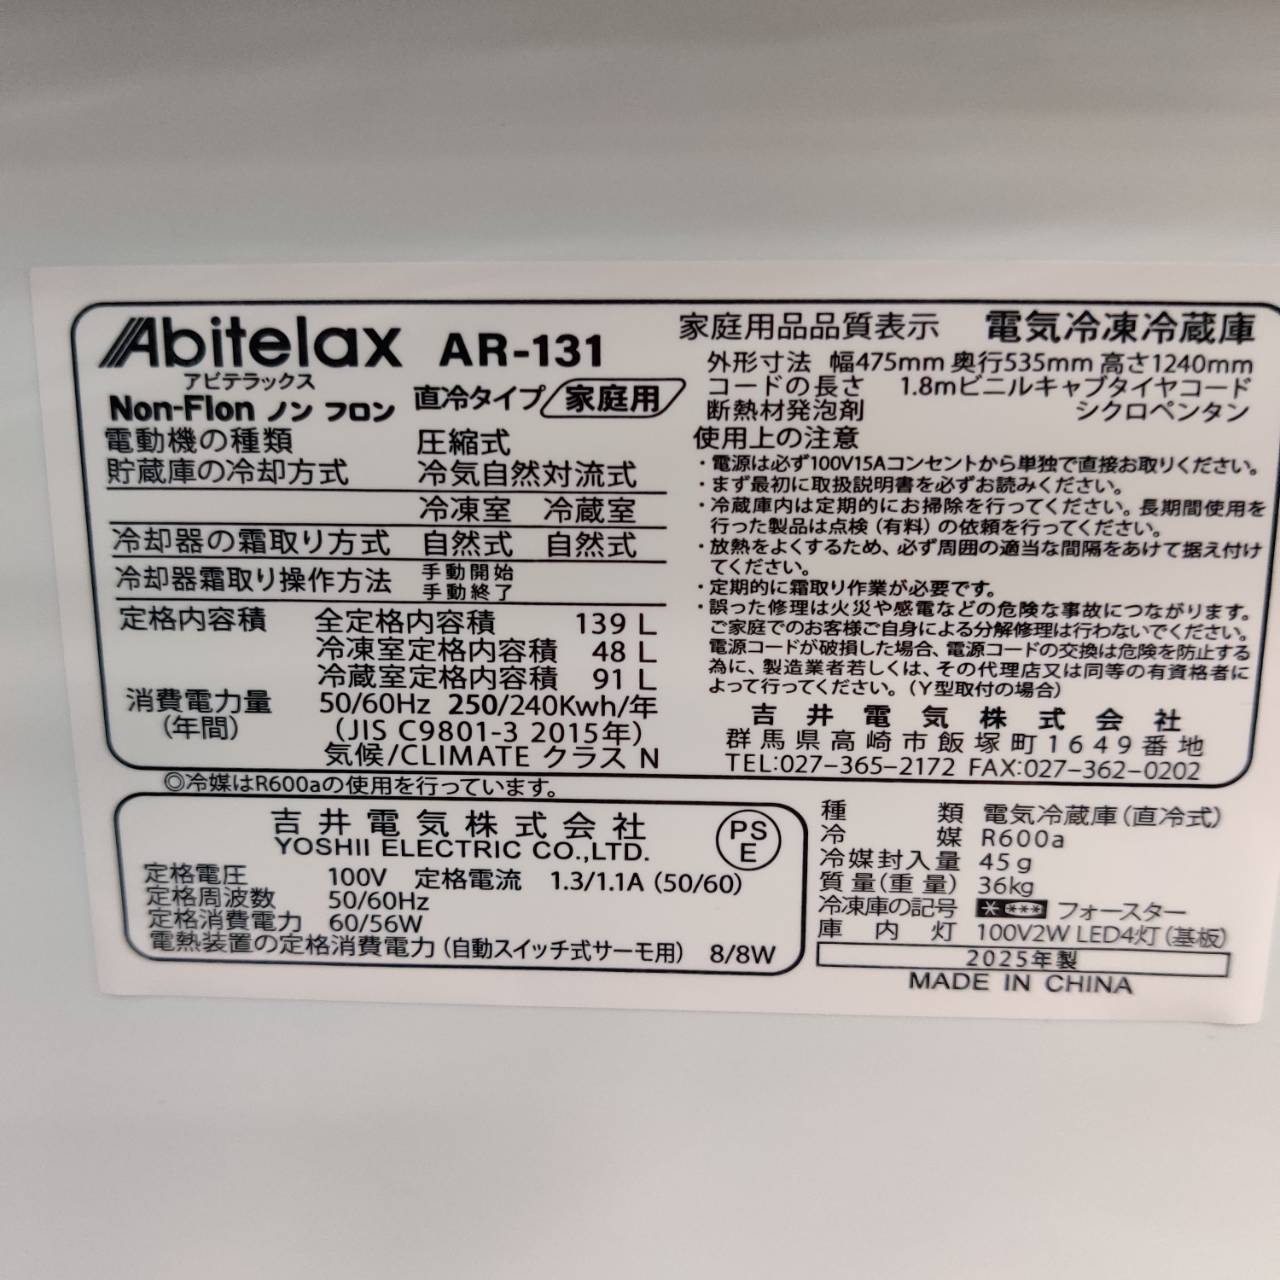 Abitelax AR-131
アビテラックス
Non-Flon ノン フロン 直冷タイプ 家庭用
電動機の種類 圧縮式
貯蔵庫の冷却方式 冷気自然対流式
冷凍室 冷蔵室
冷却器の霜取り方式 自然式 自然式
冷却器霜取り操作方法 手動開始
手動終了
定格内容積 全定格内容積 139 L
冷凍室定格内容積 48 L
冷蔵室定格内容積 91 L
消費電力量 50/60Hz 250/240Kwh/年
(年間) (JIS C9801-3 2015年)
気候/CLIMATE クラス N
家庭用品品質表示 電気冷凍冷蔵庫
外形寸法 幅475mm 奥行535mm 高さ1240mm
コードの長さ 1.8mビニルキャブタイヤコード
断熱材発泡剤 シクロペンタン
使用上の注意
・電源は必ず100V15Aコンセントから単独で直接お取りください。
・まず最初に取扱説明書を必ずお読みください。
・冷蔵庫内は定期的にお掃除を行ってください。長期間使用を
行った製品は点検(有料)の依頼を行ってください。
・放熱をよくするため、必ず周囲の適当な間隔をあけて据え付け
てください。
・定期的に霜取り作業が必要です。
・誤った修理は火災や感電などの危険な事故につながります。
ご家庭でのお客様ご自身による分解修理は行わないでください。
電源コードが破損した場合、電源コードの交換は危険を防止する
為に、製造業者若しくは、その代理店又は同等の有資格者に
よって行ってください。(Y型取付の場合)
吉井電気株式会社
群馬県高崎市飯塚町1649番地
TEL:027-365-2172 FAX:027-362-0202
◎冷媒はR600aの使用を行っています。
吉井電気株式会社
YOSHII ELECTRIC CO.,LTD.
PS
E
定格電圧 100V 定格電流 1.3/1.1A (50/60)
定格周波数 50/60Hz
定格消費電力 60/56W
電熱装置の定格消費電力(自動スイッチ式サーモ用) 8/8W
種類 電気冷蔵庫(直冷式)
冷媒 R600a
冷媒封入量 45g
質量(重量) 36kg
冷凍庫の記号 * *** フォースター
庫内灯 100V2W LED4灯(基板)
2025年製
MADE IN CHINA